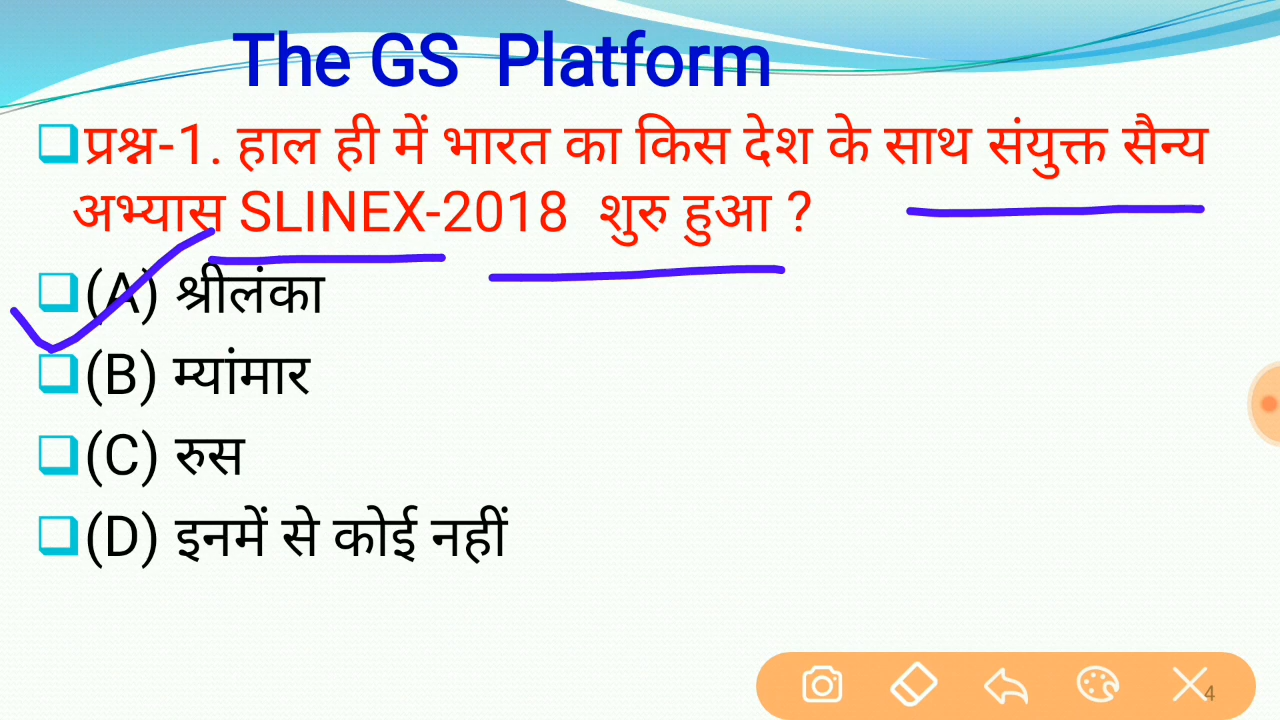 The GS Platform
प्रश्न-1. हाल ही में भारत का किस देश के साथ संयुक्त सैन्य
अभ्यास SLINEX-2018 शुरु हुआ ?
(A) श्रीलंका
(B) म्यांमार
(C) रुस
(D) इनमें से कोई नहीं
4